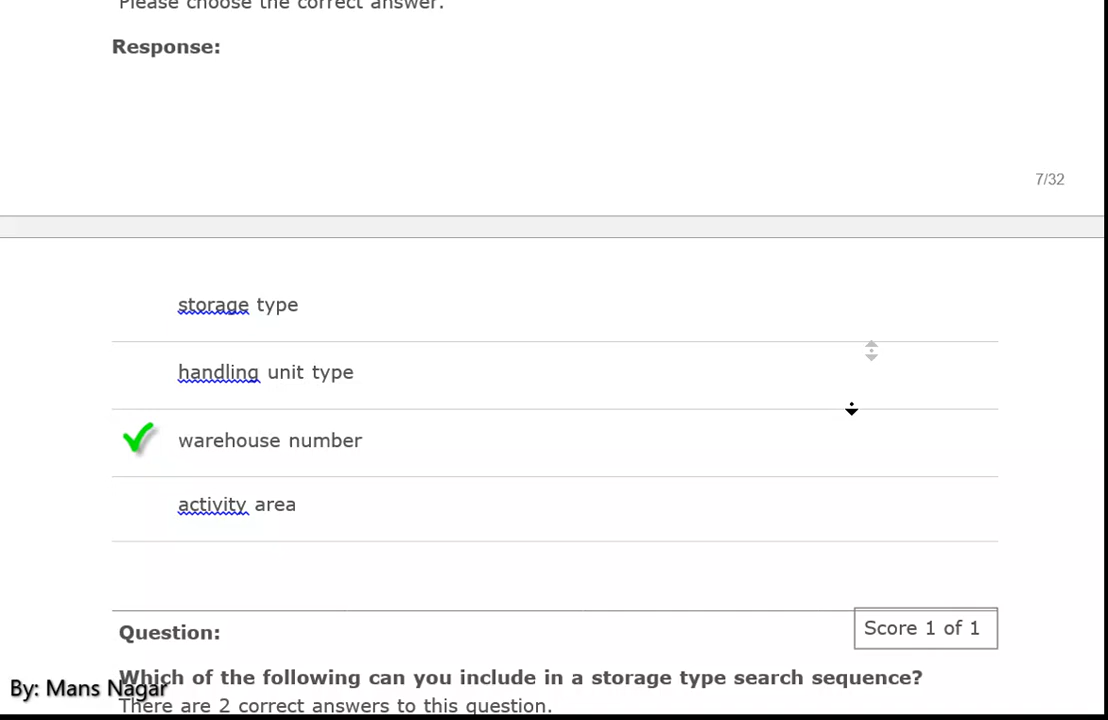 Please choose the correct answer.
Response:
7/32
storage type
handling unit type
warehouse number
activity area
Score 1 of 1
Question:
Which of the following can you include in a storage type search sequence?
By: Mans Nagar
There are 2 correct answers to this question.